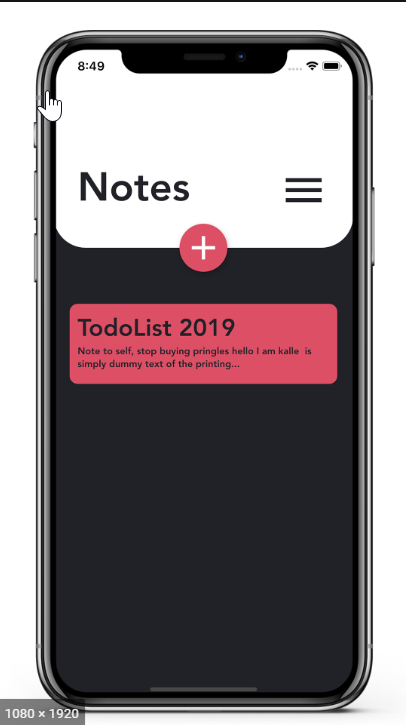 8:49
Notes
TodoList 2019
Note to self, stop buying pringles hello I am kalle is
simply dummy text of the printing...
1080 × 1920